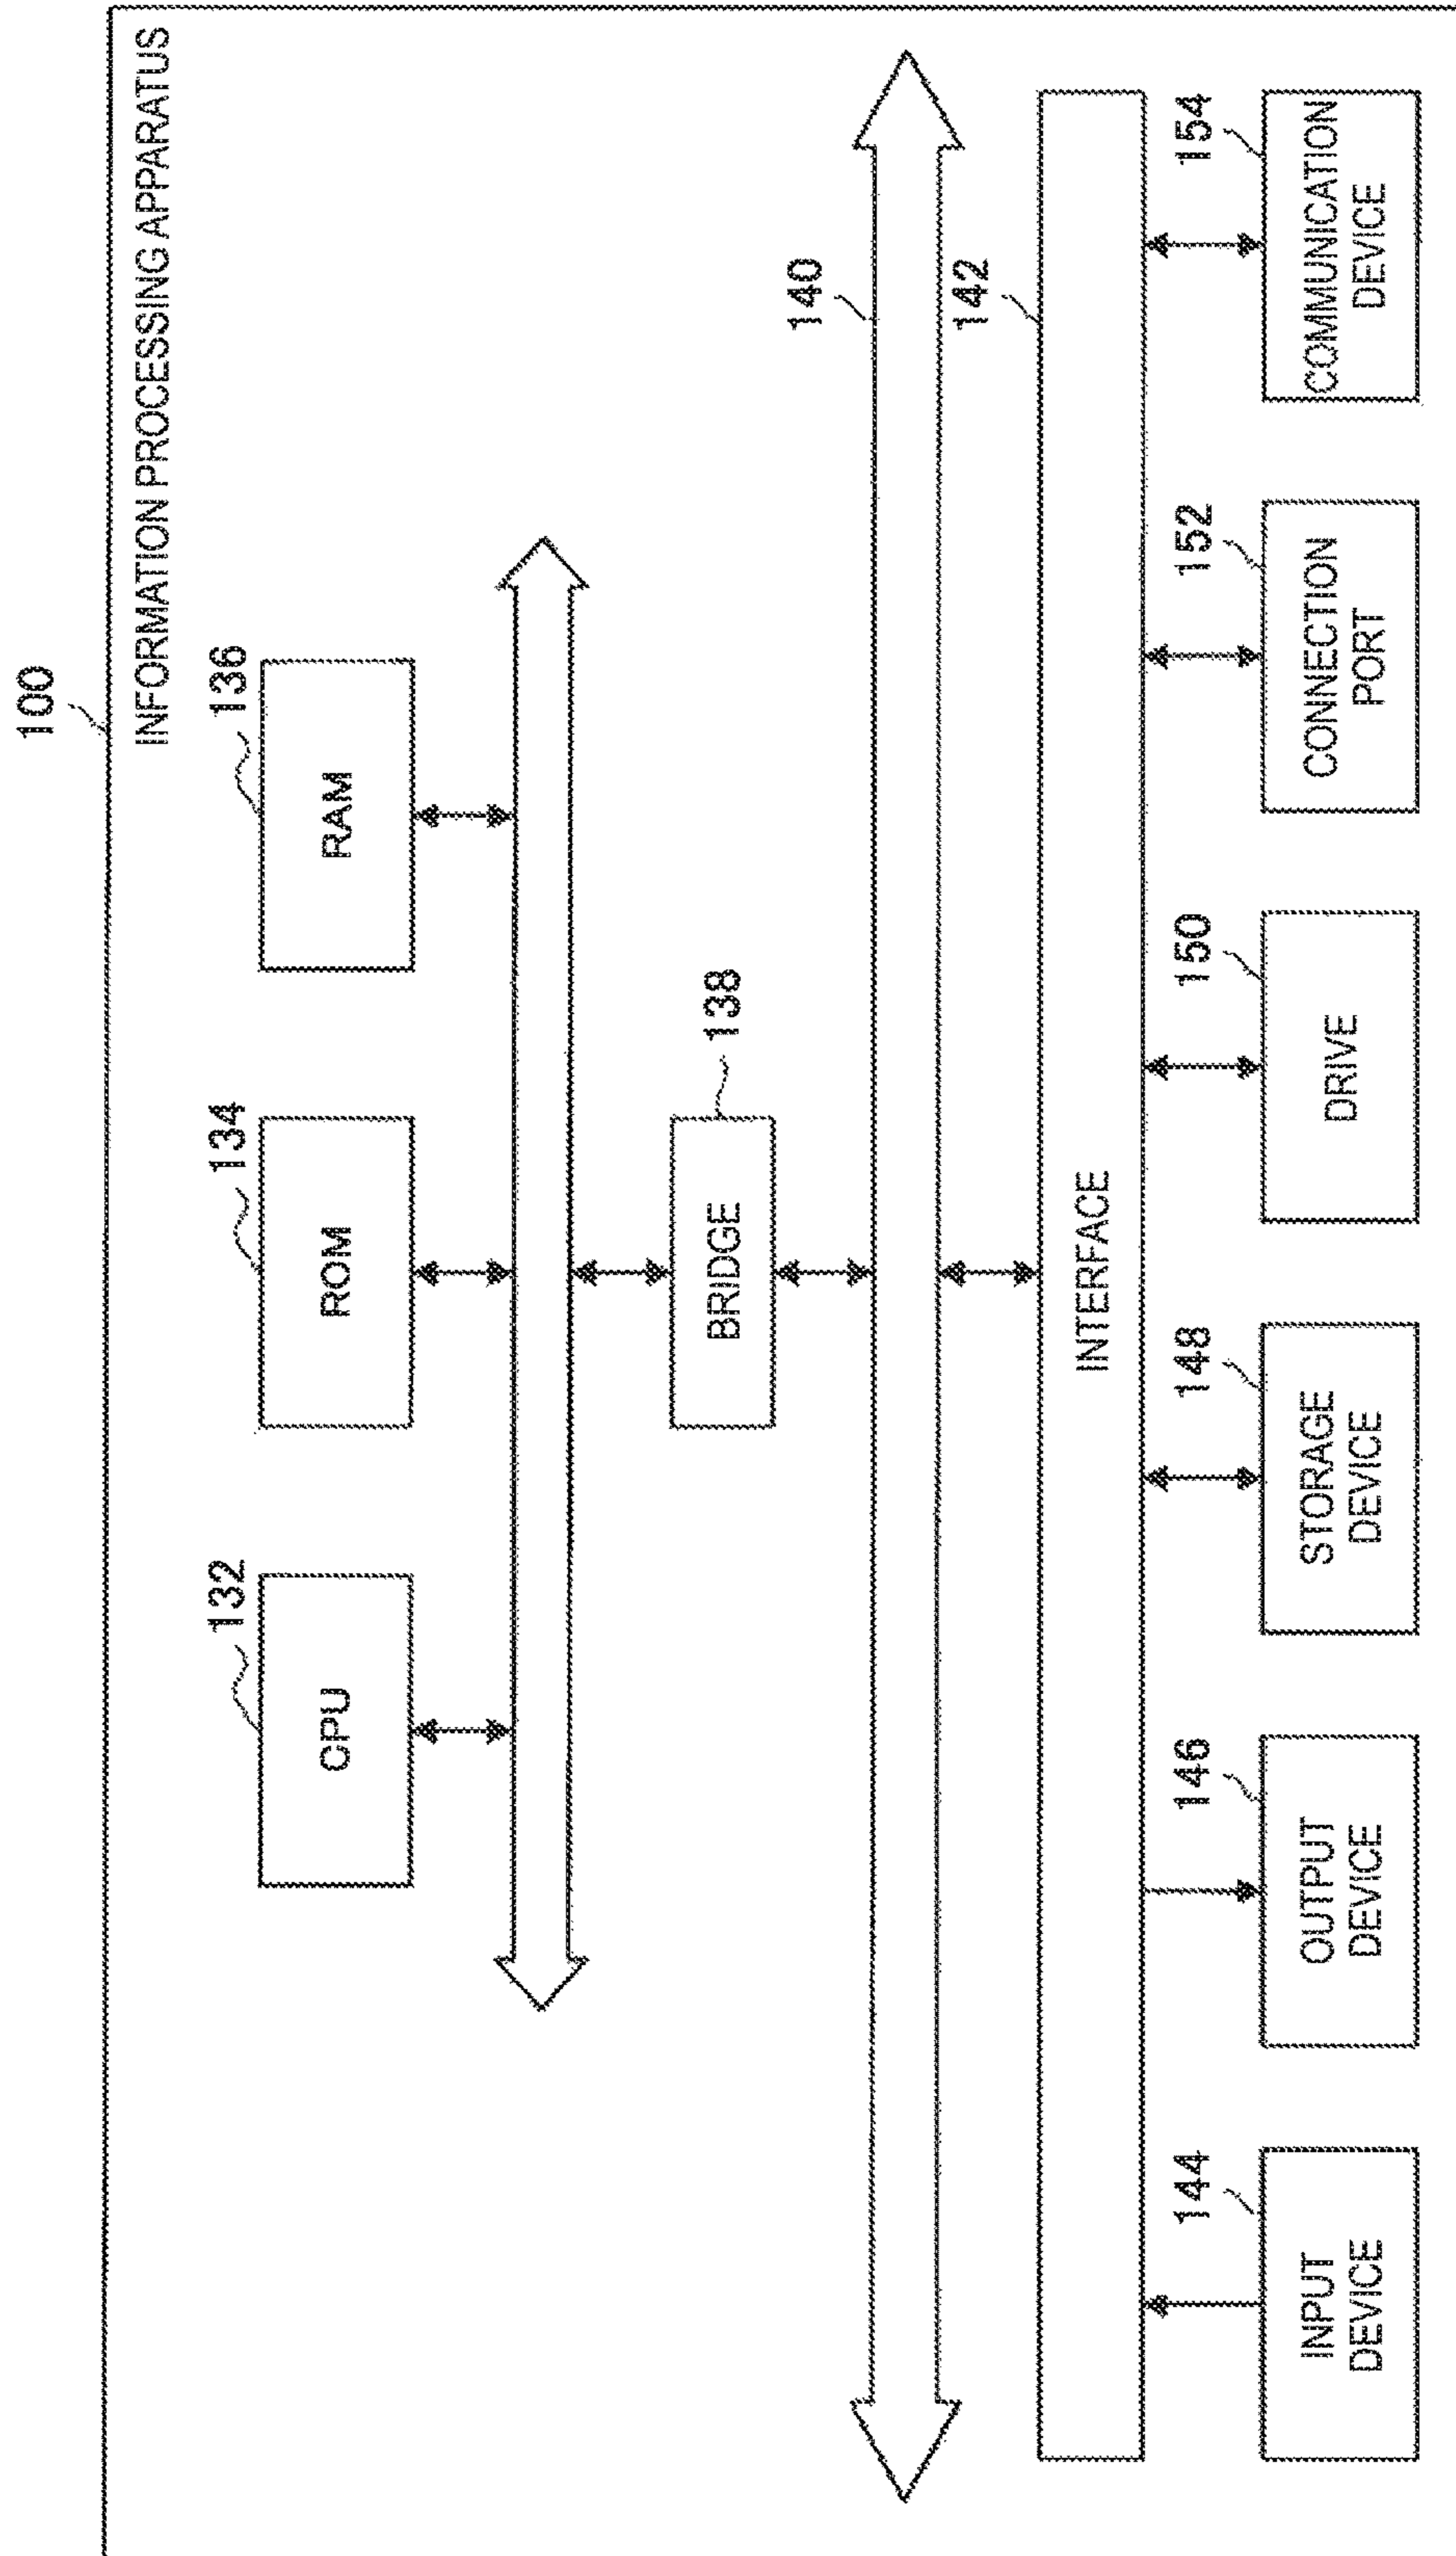 100
INFORMATION PROCESSING APPARATUS
132
134
136
CPU
ROM
RAM
138
BRIDGE
140
142
INTERFACE
144
146
148
150
152
154
INPUT
DEVICE
OUTPUT
DEVICE
STORAGE
DEVICE
DRIVE
CONNECTION
PORT
COMMUNICATION
DEVICE